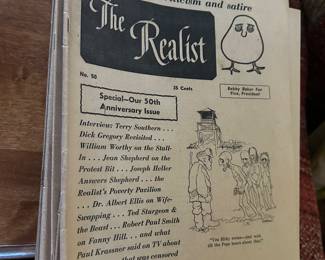 and satire
The Realist
No. 50
35 Cents
Bobby Baker For
Vice, President
Special—Our 50th
Anniversary Issue
Interview: Terry Southern . . .
Dick Gregory Revisited . . .
William Worthy on the Stall-
In . . . Jean Shepherd on the
Protest Bit . . . Joseph Heller
Answers Shepherd . . . the
Realist's Poverty Pavilion
. . . Dr. Albert Ellis on Wife-
Swapping . . . Ted Sturgeon &
the Beast . . . Robert Paul Smith
on Fanny Hill . . . and what
Paul Krassner said on TV about
that was censored